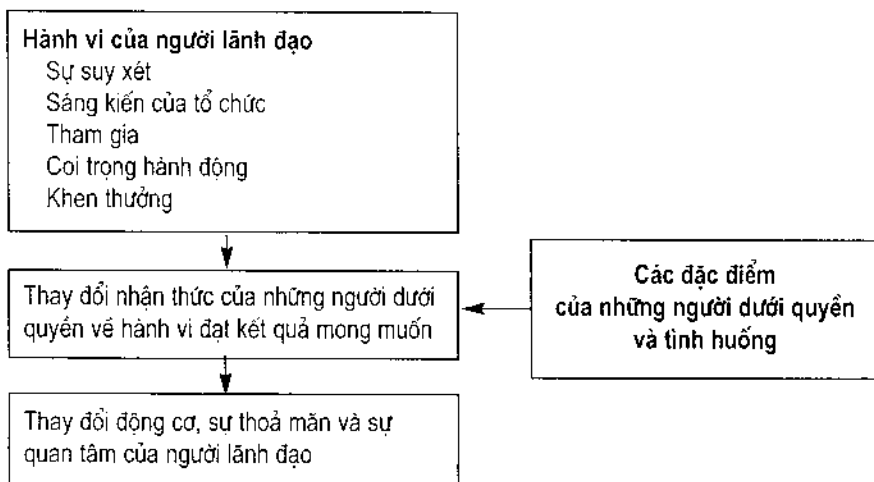 Hành vi của người lãnh đạo
Sự suy xét
Sáng kiến của tổ chức
Tham gia
Coi trọng hành động
Khen thưởng
Thay đổi nhận thức của những người dưới
quyền về hành vi đạt kết quả mong muốn
Các đặc điểm
của những người dưới quyền
và tình huống
Thay đổi động cơ, sự thoả mãn và sự
quan tâm của người lãnh đạo